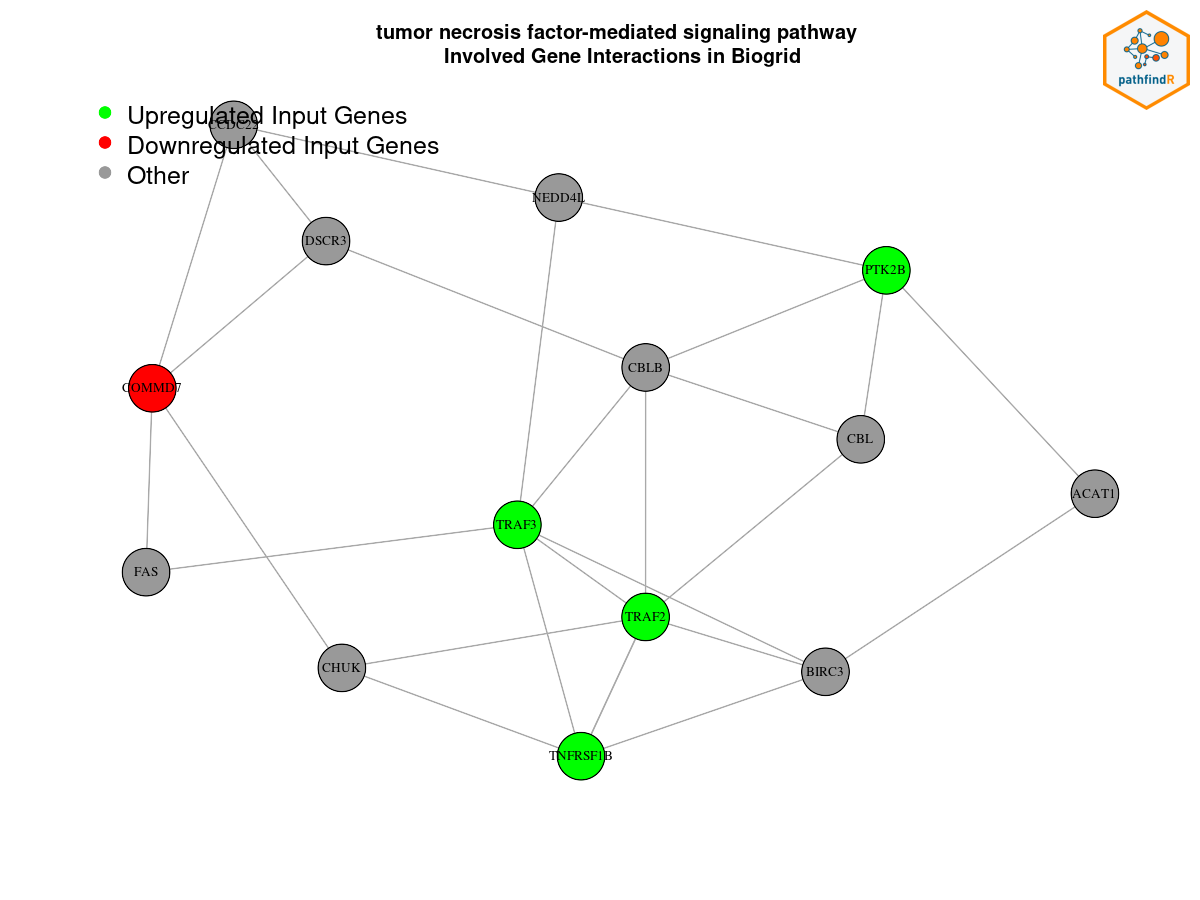 tumor necrosis factor-mediated signaling pathway
Involved Gene Interactions in Biogrid
pathfindR
Upregulated Input Genes
CCDC22
Downregulated Input Genes
Other
NEDD4L
DSCR3
PTK2B
CBLB
COMMD7
CBL
ACAT1
TRAF3
FAS
TRAF2
CHUK
BIRC3
TNFRSF1B